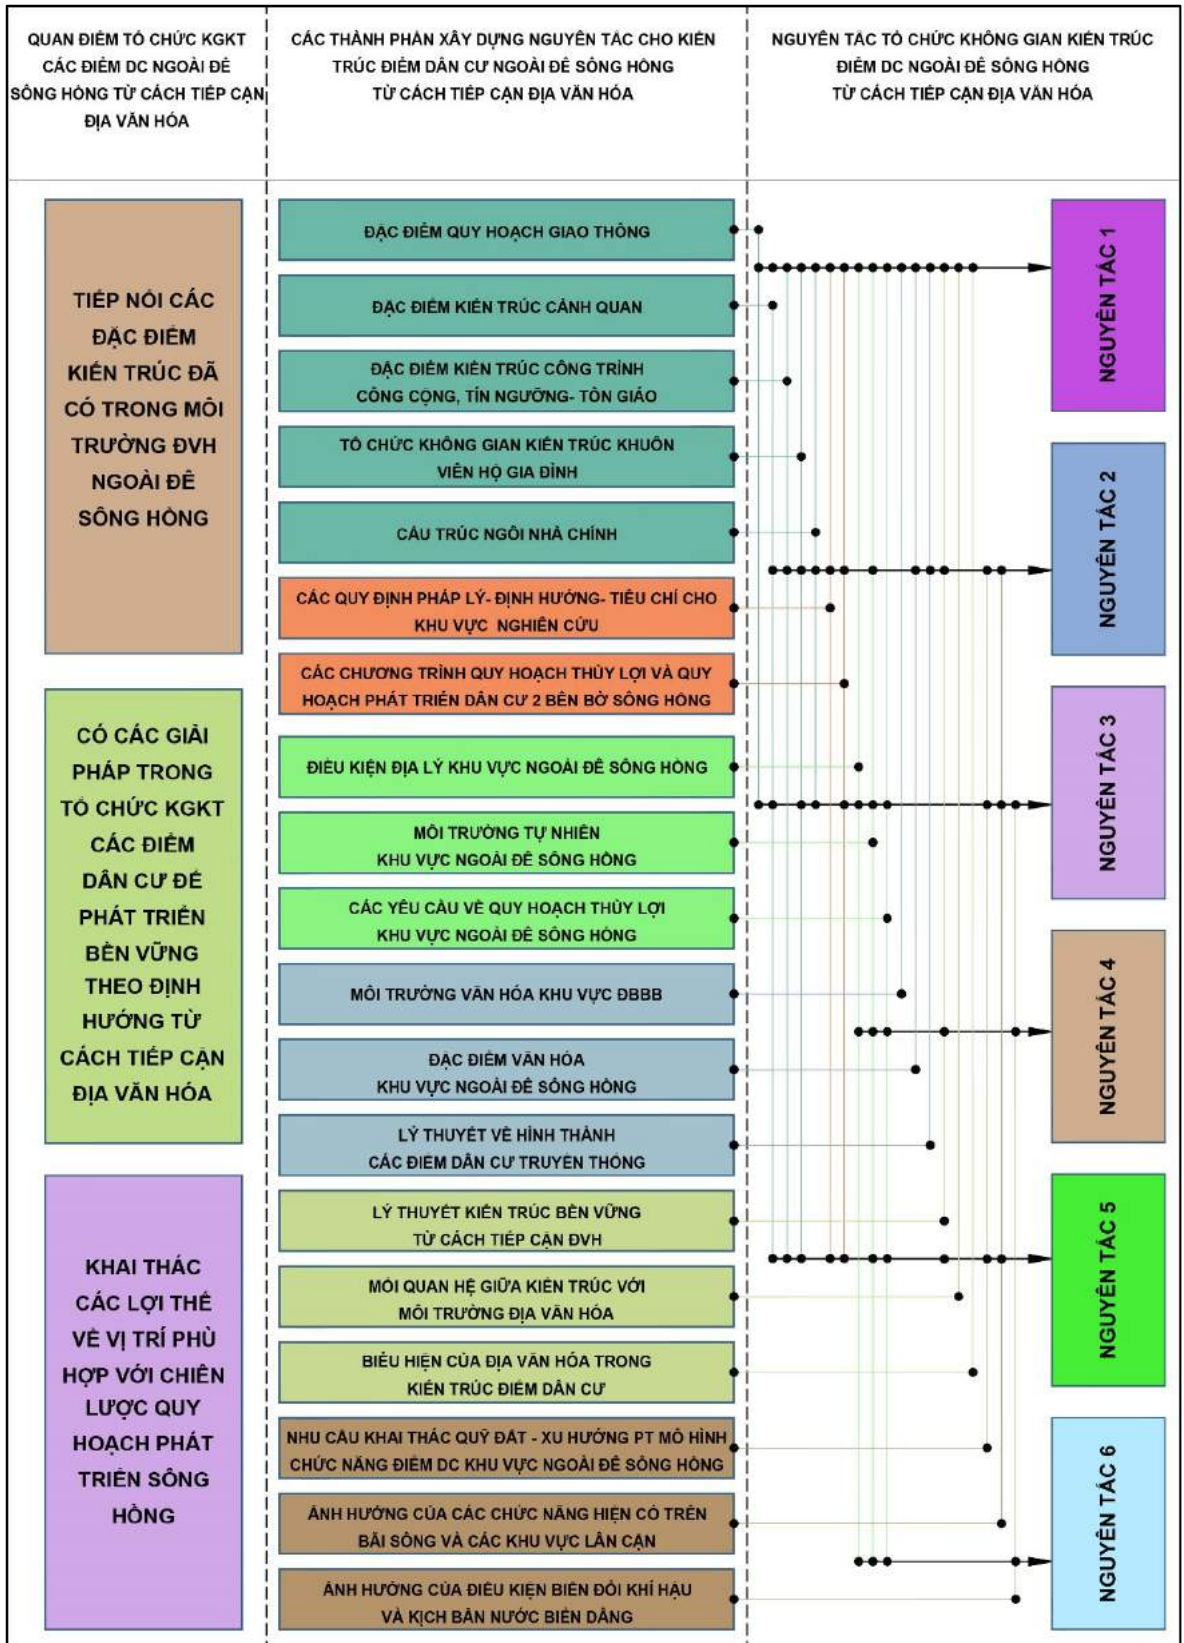 QUAN ĐIỂM TỔ CHỨC KGKT
CÁC ĐIỂM DC NGOÀI ĐÊ
SÔNG HỒNG TỪ CÁCH TIẾP CẬN
ĐỊA VĂN HÓA
CÁC THÀNH PHẦN XÂY DỰNG NGUYÊN TẮC CHO KIẾN
TRÚC ĐIỂM DÂN CƯ NGOÀI ĐÊ SÔNG HỒNG
TỪ CÁCH TIẾP CẬN ĐỊA VĂN HÓA
NGUYÊN TẮC TỔ CHỨC KHÔNG GIAN KIẾN TRÚC
ĐIỂM DC NGOÀI ĐÊ SÔNG HỒNG
TỪ CÁCH TIẾP CẬN ĐỊA VĂN HÓA
TIẾP NỐI CÁC
ĐẶC ĐIỂM
KIẾN TRÚC ĐÃ
CÓ TRONG MÔI
TRƯỜNG ĐVH
NGOÀI ĐÊ
SÔNG HỒNG
CÓ CÁC GIẢI
PHÁP TRONG
TỔ CHỨC KGKT
CÁC ĐIỂM
DÂN CƯ ĐỂ
PHÁT TRIỂN
BỀN VỮNG
THEO ĐỊNH
HƯỚNG TỪ
CÁCH TIẾP CẬN
ĐỊA VĂN HÓA
KHAI THÁC
CÁC LỢI THẾ
VỀ VỊ TRÍ PHÙ
HỢP VỚI CHIẾN
LƯỢC QUY
HOẠCH PHÁT
TRIỂN SÔNG
HỒNG
ĐẶC ĐIỂM QUY HOẠCH GIAO THÔNG
ĐẶC ĐIỂM KIẾN TRÚC CẢNH QUAN
ĐẶC ĐIỂM KIẾN TRÚC CÔNG TRÌNH
CÔNG CỘNG, TÍN NGƯỠNG- TÔN GIÁO
TỔ CHỨC KHÔNG GIAN KIẾN TRÚC KHUÔN
VIÊN HỘ GIA ĐÌNH
CẤU TRÚC NGÔI NHÀ CHÍNH
CÁC QUY ĐỊNH PHÁP LÝ- ĐỊNH HƯỚNG- TIÊU CHÍ CHO
KHU VỰC NGHIÊN CỨU
CÁC CHƯƠNG TRÌNH QUY HOẠCH THỦY LỢI VÀ QUY
HOẠCH PHÁT TRIỂN DÂN CƯ 2 BÊN BỜ SÔNG HỒNG
ĐIỀU KIỆN ĐỊA LÝ KHU VỰC NGOÀI ĐÊ SÔNG HỒNG
MÔI TRƯỜNG TỰ NHIÊN
KHU VỰC NGOÀI ĐÊ SÔNG HỒNG
CÁC YÊU CẦU VỀ QUY HOẠCH THỦY LỢI
KHU VỰC NGOÀI ĐÊ SÔNG HỒNG
MÔI TRƯỜNG VĂN HÓA KHU VỰC ĐBBB
ĐẶC ĐIỂM VĂN HÓA
KHU VỰC NGOÀI ĐÊ SÔNG HỒNG
LÝ THUYẾT VỀ HÌNH THÀNH
CÁC ĐIỂM DÂN CƯ TRUYỀN THỐNG
LÝ THUYẾT KIẾN TRÚC BỀN VỮNG
TỪ CÁCH TIẾP CẬN ĐVH
MỐI QUAN HỆ GIỮA KIẾN TRÚC VỚI
MÔI TRƯỜNG ĐỊA VĂN HÓA
BIỂU HIỆN CỦA ĐỊA VĂN HÓA TRONG
KIẾN TRÚC ĐIỂM DÂN CƯ
NHU CẦU KHAI THÁC QUỸ ĐẤT - XU HƯỚNG PT MÔ HÌNH
CHỨC NĂNG ĐIỂM DC KHU VỰC NGOÀI ĐÊ SÔNG HỒNG
ẢNH HƯỞNG CỦA CÁC CHỨC NĂNG HIỆN CÓ TRÊN
BÃI SÔNG VÀ CÁC KHU VỰC LÂN CẬN
ẢNH HƯỞNG CỦA ĐIỀU KIỆN BIẾN ĐỔI KHÍ HẬU
VÀ KỊCH BẢN NƯỚC BIỂN DÂNG
NGUYÊN TẮC 1
NGUYÊN TẮC 2
NGUYÊN TẮC 3
NGUYÊN TẮC 4
NGUYÊN TẮC 5
NGUYÊN TẮC 6